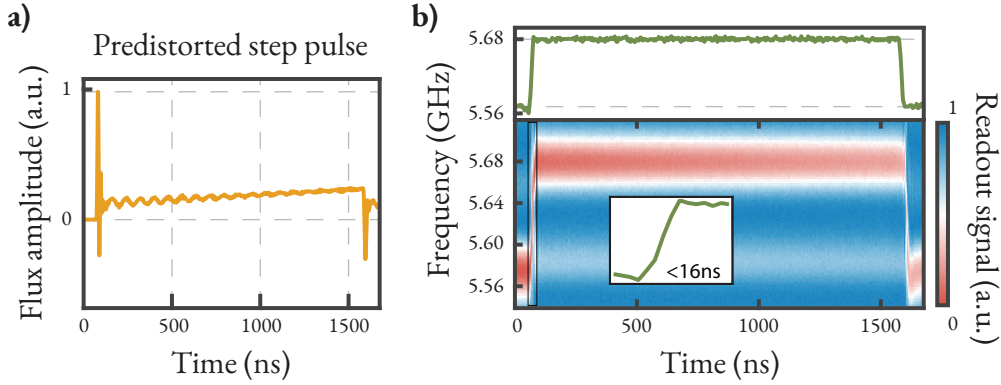 a)
Predistorted step pulse
Flux amplitude (a.u.)
1
0
0
500
1000
1500
Time (ns)
b)
Frequency (GHz)
5.68
5.56
5.68
5.64
5.60
5.56
<16ns
0
500
1000
1500
Time (ns)
1
0
Readout signal (a.u.)